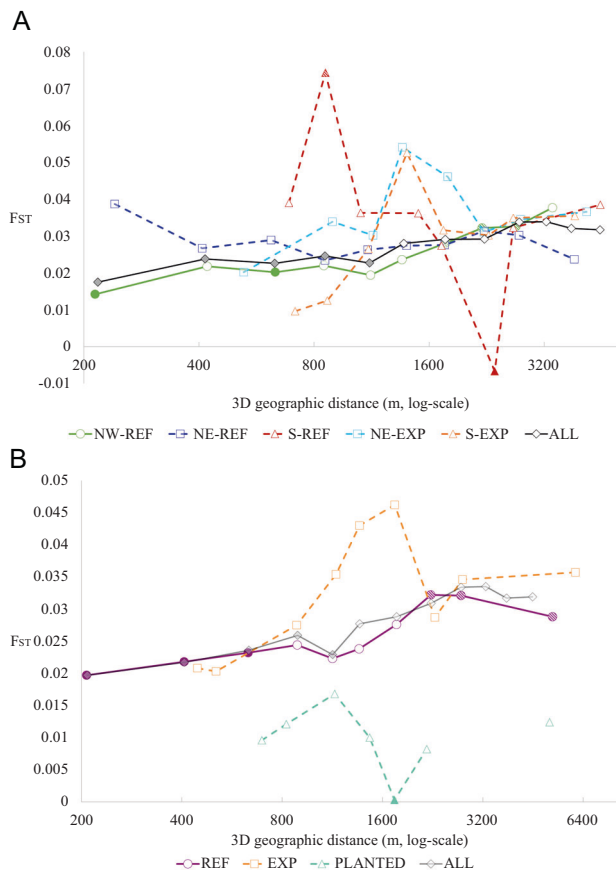 A
0.08
0.07
0.06
0.05
0.04
FST
0.03
0.02
0.01
0
200 400 800 1600 3200
-0.01
3D geographic distance (m, log-scale)
NW-REF NE-REF S-REF NE-EXP S-EXP ALL
B
0.05
0.045
0.04
0.035
0.03
FST 0.025
0.02
0.015
0.01
0.005
0
200 400 800 1600 3200 6400
3D geographic distance (m, log-scale)
REF EXP PLANTED ALL